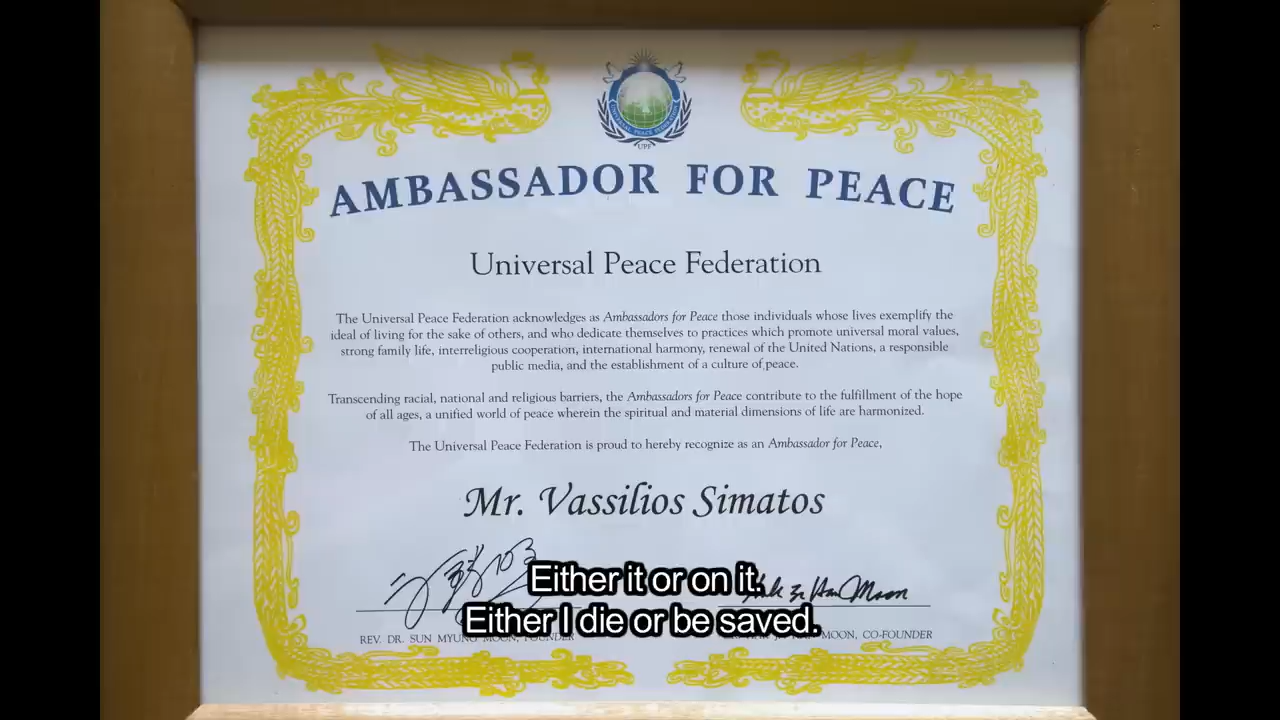 UNIVERSAL PEACE FEDERATION
UPF
AMBASSADOR FOR PEACE
Universal Peace Federation
The Universal Peace Federation acknowledges as Ambassadors for Peace those individuals whose lives exemplify the
ideal of living for the sake of others, and who dedicate themselves to practices which promote universal moral values,
strong family life, interreligious cooperation, international harmony, renewal of the United Nations, a responsible
public media, and the establishment of a culture of peace.
Transcending racial, national and religious barriers, the Ambassadors for Peace contribute to the fulfillment of the hope
of all ages, a unified world of peace wherein the spiritual and material dimensions of life are harmonized.
The Universal Peace Federation is proud to hereby recognize as an Ambassador for Peace,
Mr. Vassilios Simatos
Either it or on it.
Either I die or be saved.
REV. DR. SUN MYUNG MOON, FOUNDER
MOON, CO-FOUNDER